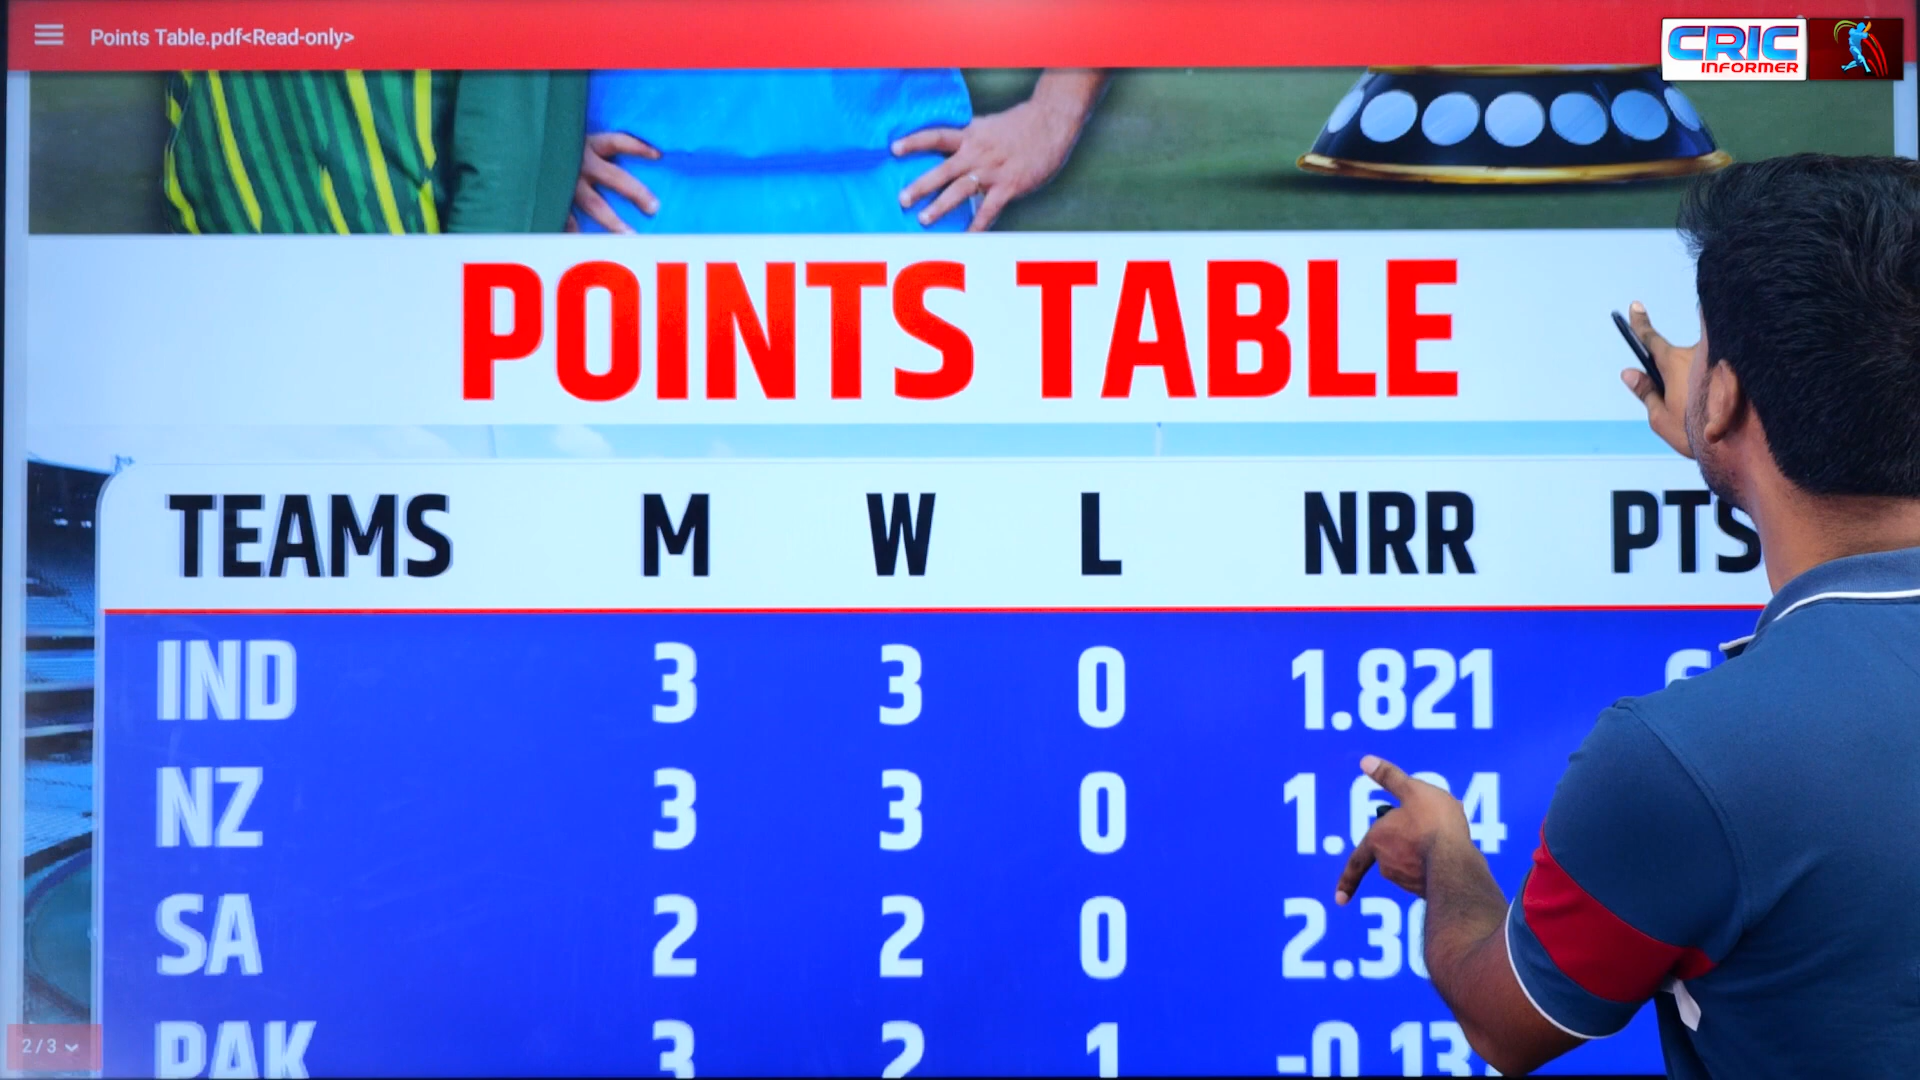 Points Table.pdf<Read-only>
CRIC
INFORMER
POINTS TABLE
TEAMS M W L NRR PTS
IND 3 3 0 1.821
NZ 3 3 0
SA 2 2 0
PAK 3 2 1
2/3